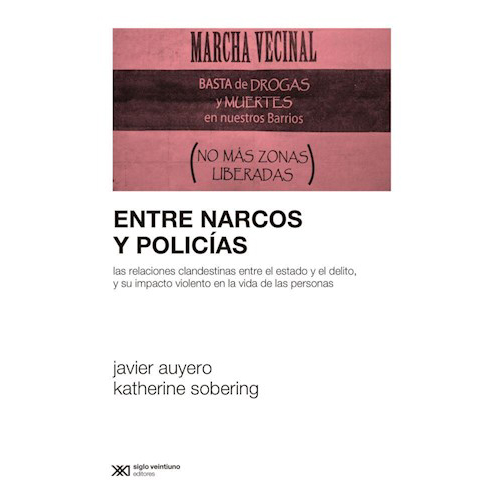 MARCHA VECINAL
BASTA de DROGAS
y MUERTES
en nuestros Barrios
(NO MÁS ZONAS
LIBERADAS)
ENTRE NARCOS
Y POLICÍAS
las relaciones clandestinas entre el estado y el delito,
y su impacto violento en la vida de las personas
javier auyero
katherine sobering
siglo veintiuno
editores